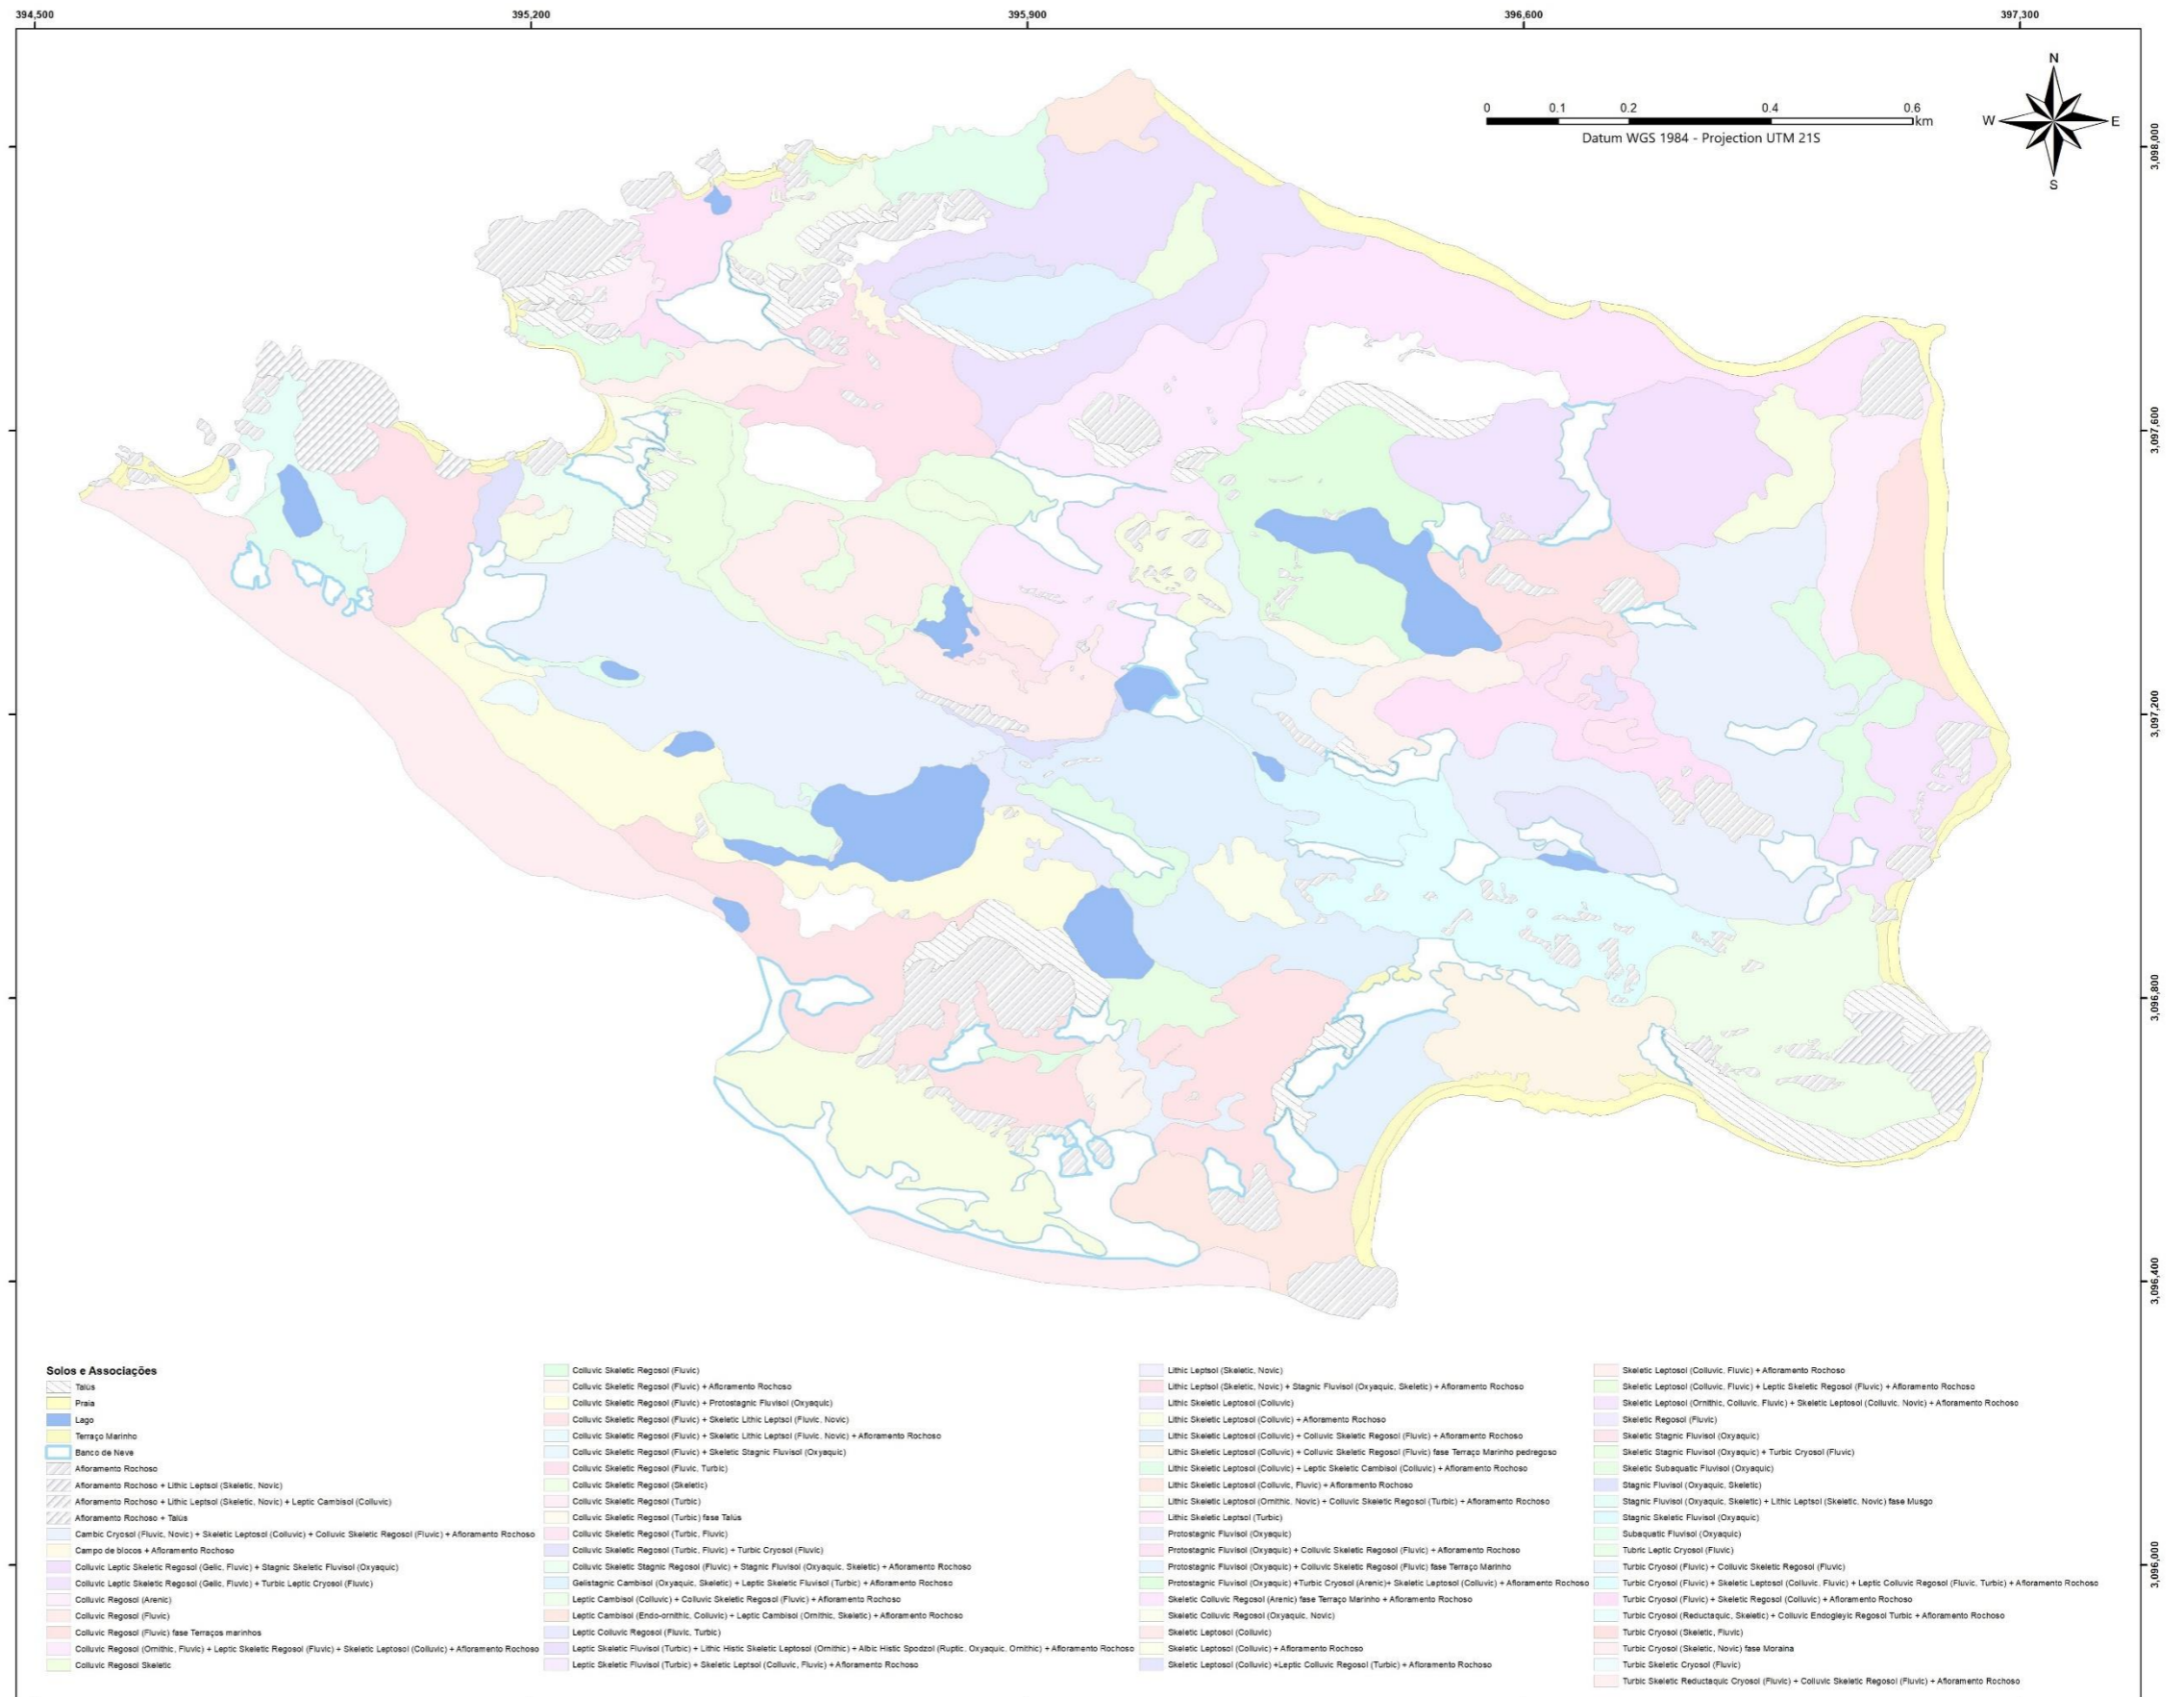 394,500 395,200 395,900 396,600 397,300
N
W E
S
0 0.1 0.2 0.4 0.6
km
Datum WGS 1984 - Projection UTM 21S
3,098,000
3,097,600
3,097,200
3,096,800
3,096,400
3,096,000
Solos e Associações
Talús
Praia
Lago
Terraço Marinho
Banco de Neve
Afloramento Rochoso
Afloramento Rochoso + Lithic Leptsol (Skeletic, Novic)
Afloramento Rochoso + Lithic Leptsol (Skeletic, Novic) + Leptic Cambisol (Colluvic)
Afloramento Rochoso + Talús
Cambic Cryosol (Fluvic, Novic) + Skeletic Leptosol (Colluvic) + Colluvic Skeletic Regosol (Fluvic) + Afloramento Rochoso
Campo de blocos + Afloramento Rochoso
Colluvic Leptic Skeletic Regosol (Gelic, Fluvic) + Stagnic Skeletic Fluvisol (Oxyaquic)
Colluvic Leptic Skeletic Regosol (Gelic, Fluvic) + Turbic Leptic Cryosol (Fluvic)
Colluvic Regosol (Arenic)
Colluvic Regosol (Fluvic)
Colluvic Regosol (Fluvic) fase Terraços marinhos
Colluvic Regosol (Ornithic, Fluvic) + Leptic Skeletic Regosol (Fluvic) + Skeletic Leptosol (Colluvic) + Afloramento Rochoso
Colluvic Regosol Skeletic
Colluvic Skeletic Regosol (Fluvic)
Colluvic Skeletic Regosol (Fluvic) + Afloramento Rochoso
Colluvic Skeletic Regosol (Fluvic) + Protostagnic Fluvisol (Oxyaquic)
Colluvic Skeletic Regosol (Fluvic) + Skeletic Lithic Leptsol (Fluvic, Novic)
Colluvic Skeletic Regosol (Fluvic) + Skeletic Lithic Leptsol (Fluvic, Novic) + Afloramento Rochoso
Colluvic Skeletic Regosol (Fluvic) + Skeletic Stagnic Fluvisol (Oxyaquic)
Colluvic Skeletic Regosol (Fluvic, Turbic)
Colluvic Skeletic Regosol (Skeletic)
Colluvic Skeletic Regosol (Turbic)
Colluvic Skeletic Regosol (Turbic) fase Talús
Colluvic Skeletic Regosol (Turbic, Fluvic)
Colluvic Skeletic Regosol (Turbic, Fluvic) + Turbic Cryosol (Fluvic)
Colluvic Skeletic Stagnic Regosol (Fluvic) + Stagnic Fluvisol (Oxyaquic, Skeletic) + Afloramento Rochoso
Gelistagnic Cambisol (Oxyaquic, Skeletic) + Leptic Skeletic Fluvisol (Turbic) + Afloramento Rochoso
Leptic Cambisol (Colluvic) + Colluvic Skeletic Regosol (Fluvic) + Afloramento Rochoso
Leptic Cambisol (Endo-ornithic, Colluvic) + Leptic Cambisol (Ornithic, Skeletic) + Afloramento Rochoso
Leptic Colluvic Regosol (Fluvic, Turbic)
Leptic Skeletic Fluvisol (Turbic) + Lithic Histic Skeletic Leptosol (Ornithic) + Albic Histic Spodzol (Ruptic, Oxyaquic, Ornithic) + Afloramento Rochoso
Leptic Skeletic Fluvisol (Turbic) + Skeletic Leptsol (Colluvic, Fluvic) + Afloramento Rochoso
Lithic Leptsol (Skeletic, Novic)
Lithic Leptsol (Skeletic, Novic) + Stagnic Fluvisol (Oxyaquic, Skeletic) + Afloramento Rochoso
Lithic Skeletic Leptosol (Colluvic)
Lithic Skeletic Leptosol (Colluvic) + Afloramento Rochoso
Lithic Skeletic Leptosol (Colluvic) + Colluvic Skeletic Regosol (Fluvic) + Afloramento Rochoso
Lithic Skeletic Leptosol (Colluvic) + Colluvic Skeletic Regosol (Fluvic) fase Terraço Marinho pedregoso
Lithic Skeletic Leptosol (Colluvic) + Leptic Skeletic Cambisol (Colluvic) + Afloramento Rochoso
Lithic Skeletic Leptosol (Colluvic, Fluvic) + Afloramento Rochoso
Lithic Skeletic Leptosol (Ornithic, Novic) + Colluvic Skeletic Regosol (Turbic) + Afloramento Rochoso
Lithic Skeletic Leptsol (Turbic)
Protostagnic Fluvisol (Oxyaquic)
Protostagnic Fluvisol (Oxyaquic) + Colluvic Skeletic Regosol (Fluvic) + Afloramento Rochoso
Protostagnic Fluvisol (Oxyaquic) + Colluvic Skeletic Regosol (Fluvic) fase Terraço Marinho
Protostagnic Fluvisol (Oxyaquic) +Turbic Cryosol (Arenic)+ Skeletic Leptosol (Colluvic) + Afloramento Rochoso
Skeletic Colluvic Regosol (Arenic) fase Terraço Marinho + Afloramento Rochoso
Skeletic Colluvic Regosol (Oxyaquic, Novic)
Skeletic Leptosol (Colluvic)
Skeletic Leptosol (Colluvic) + Afloramento Rochoso
Skeletic Leptosol (Colluvic) +Leptic Colluvic Regosol (Turbic) + Afloramento Rochoso
Skeletic Leptosol (Colluvic, Fluvic) + Afloramento Rochoso
Skeletic Leptosol (Colluvic, Fluvic) + Leptic Skeletic Regosol (Fluvic) + Afloramento Rochoso
Skeletic Leptosol (Ornithic, Colluvic, Fluvic) + Skeletic Leptosol (Colluvic, Novic) + Afloramento Rochoso
Skeletic Regosol (Fluvic)
Skeletic Stagnic Fluvisol (Oxyaquic)
Skeletic Stagnic Fluvisol (Oxyaquic) + Turbic Cryosol (Fluvic)
Skeletic Subaquatic Fluvisol (Oxyaquic)
Stagnic Fluvisol (Oxyaquic, Skeletic)
Stagnic Fluvisol (Oxyaquic, Skeletic) + Lithic Leptsol (Skeletic, Novic) fase Musgo
Stagnic Skeletic Fluvisol (Oxyaquic)
Subaquatic Fluvisol (Oxyaquic)
Tubric Leptic Cryosol (Fluvic)
Turbic Cryosol (Fluvic) + Colluvic Skeletic Regosol (Fluvic)
Turbic Cryosol (Fluvic) + Skeletic Leptosol (Colluvic, Fluvic) + Leptic Colluvic Regosol (Fluvic, Turbic) + Afloramento Rochoso
Turbic Cryosol (Fluvic) + Skeletic Regosol (Colluvic) + Afloramento Rochoso
Turbic Cryosol (Reductaquic, Skeletic) + Colluvic Endogleyic Regosol Turbic + Afloramento Rochoso
Turbic Cryosol (Skeletic, Fluvic)
Turbic Cryosol (Skeletic, Novic) fase Moraina
Turbic Skeletic Cryosol (Fluvic)
Turbic Skeletic Reductaquic Cryosol (Fluvic) + Colluvic Skeletic Regosol (Fluvic) + Afloramento Rochoso